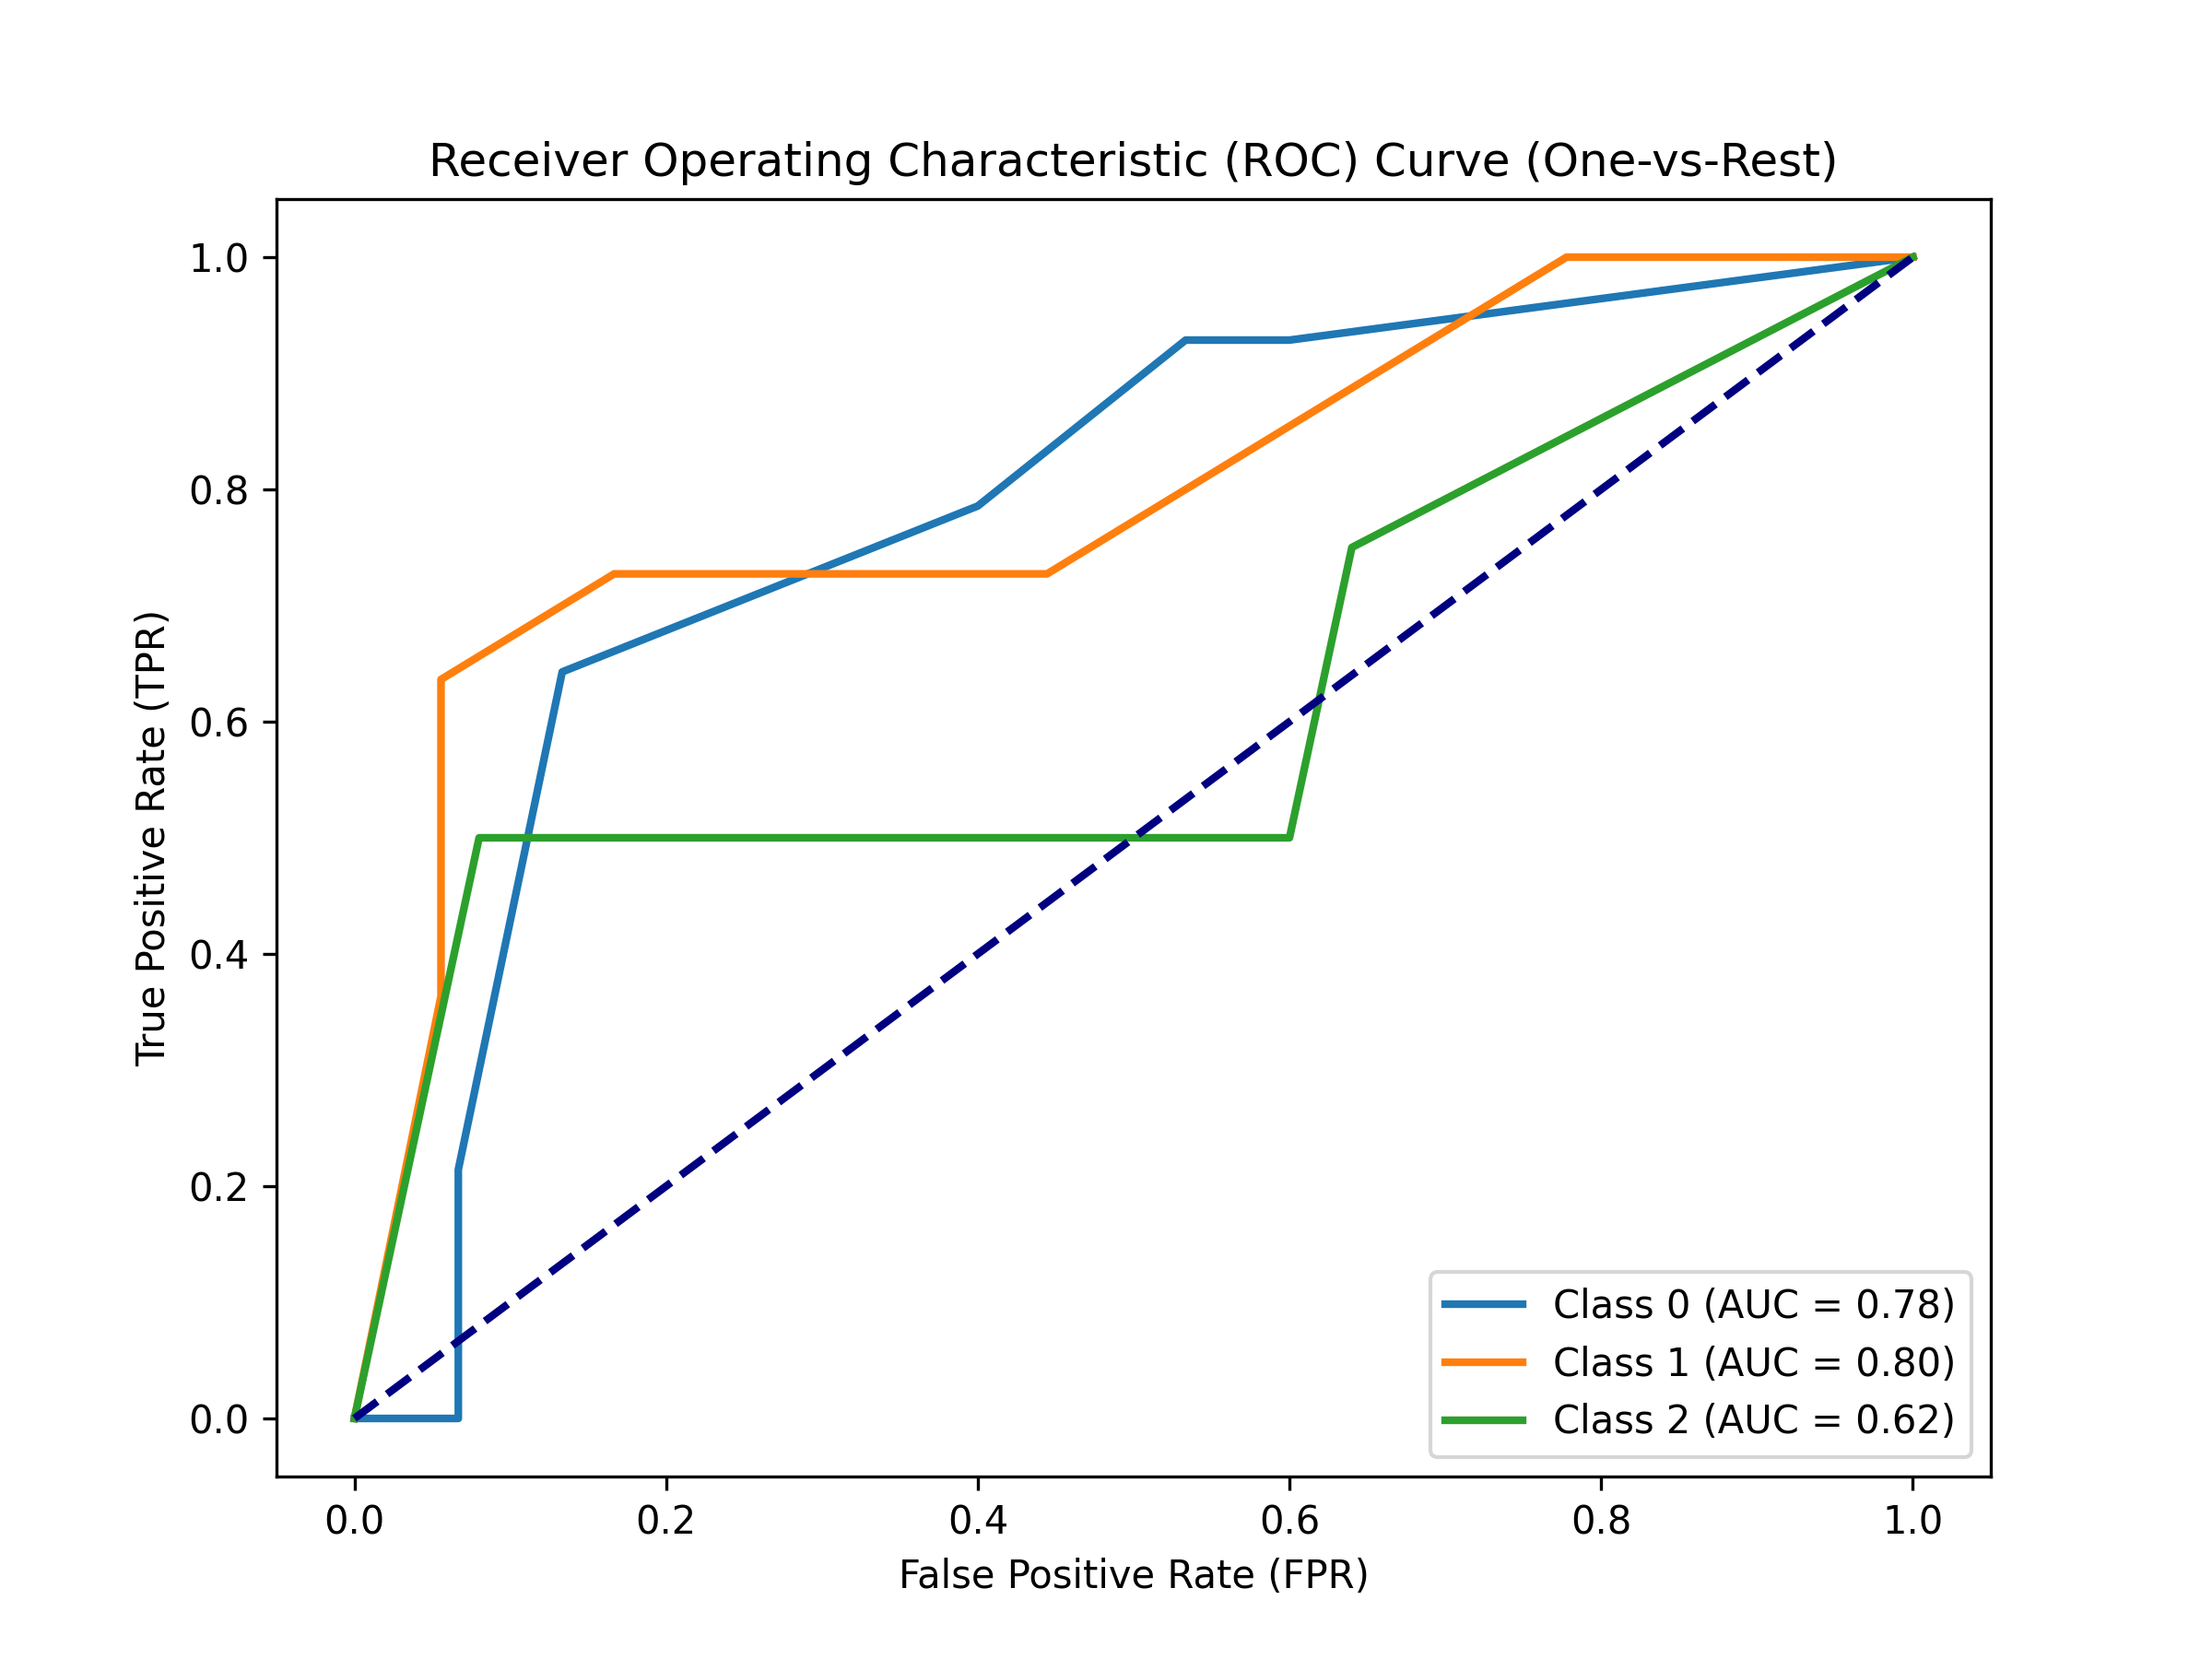 Receiver Operating Characteristic (ROC) Curve (One-vs-Rest)
1.0
0.8
0.6
0.4
0.2
0.0
True Positive Rate (TPR)
Class 0 (AUC = 0.78)
Class 1 (AUC = 0.80)
Class 2 (AUC = 0.62)
0.0 0.2 0.4 0.6 0.8 1.0
False Positive Rate (FPR)